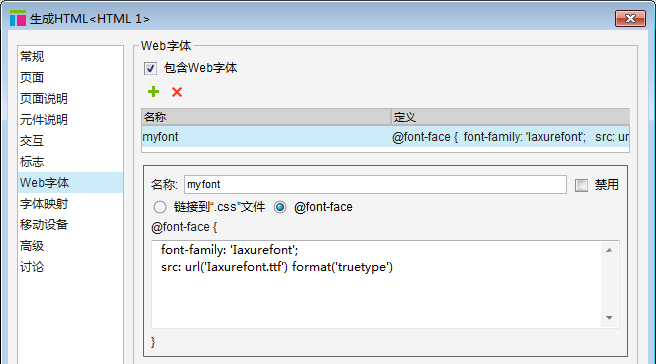 生成HTML<HTML 1>
常规
页面
页面说明
元件说明
交互
标志
Web字体
字体映射
移动设备
高级
讨论
Web字体
包含Web字体
名称 定义
myfont @font-face { font-family: 'Iaxurefont'; src: ur
名称: myfont 禁用
链接到“.css”文件 @font-face
@font-face {
font-family: 'Iaxurefont';
src: url('Iaxurefont.ttf') format('truetype')
}